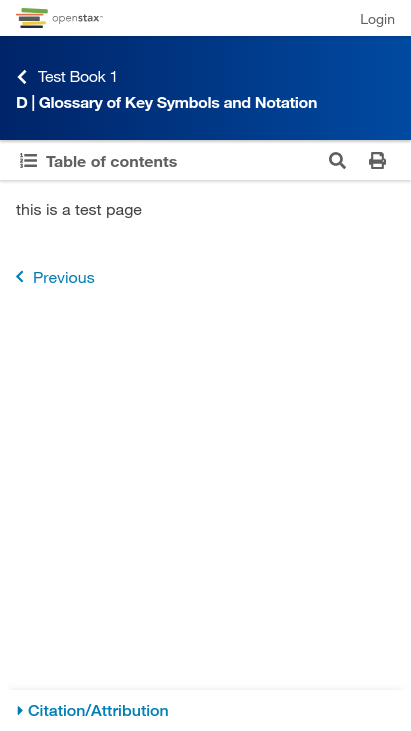 openstax™
Login
Test Book 1
D | Glossary of Key Symbols and Notation
Table of contents
this is a test page
Previous
Citation/Attribution